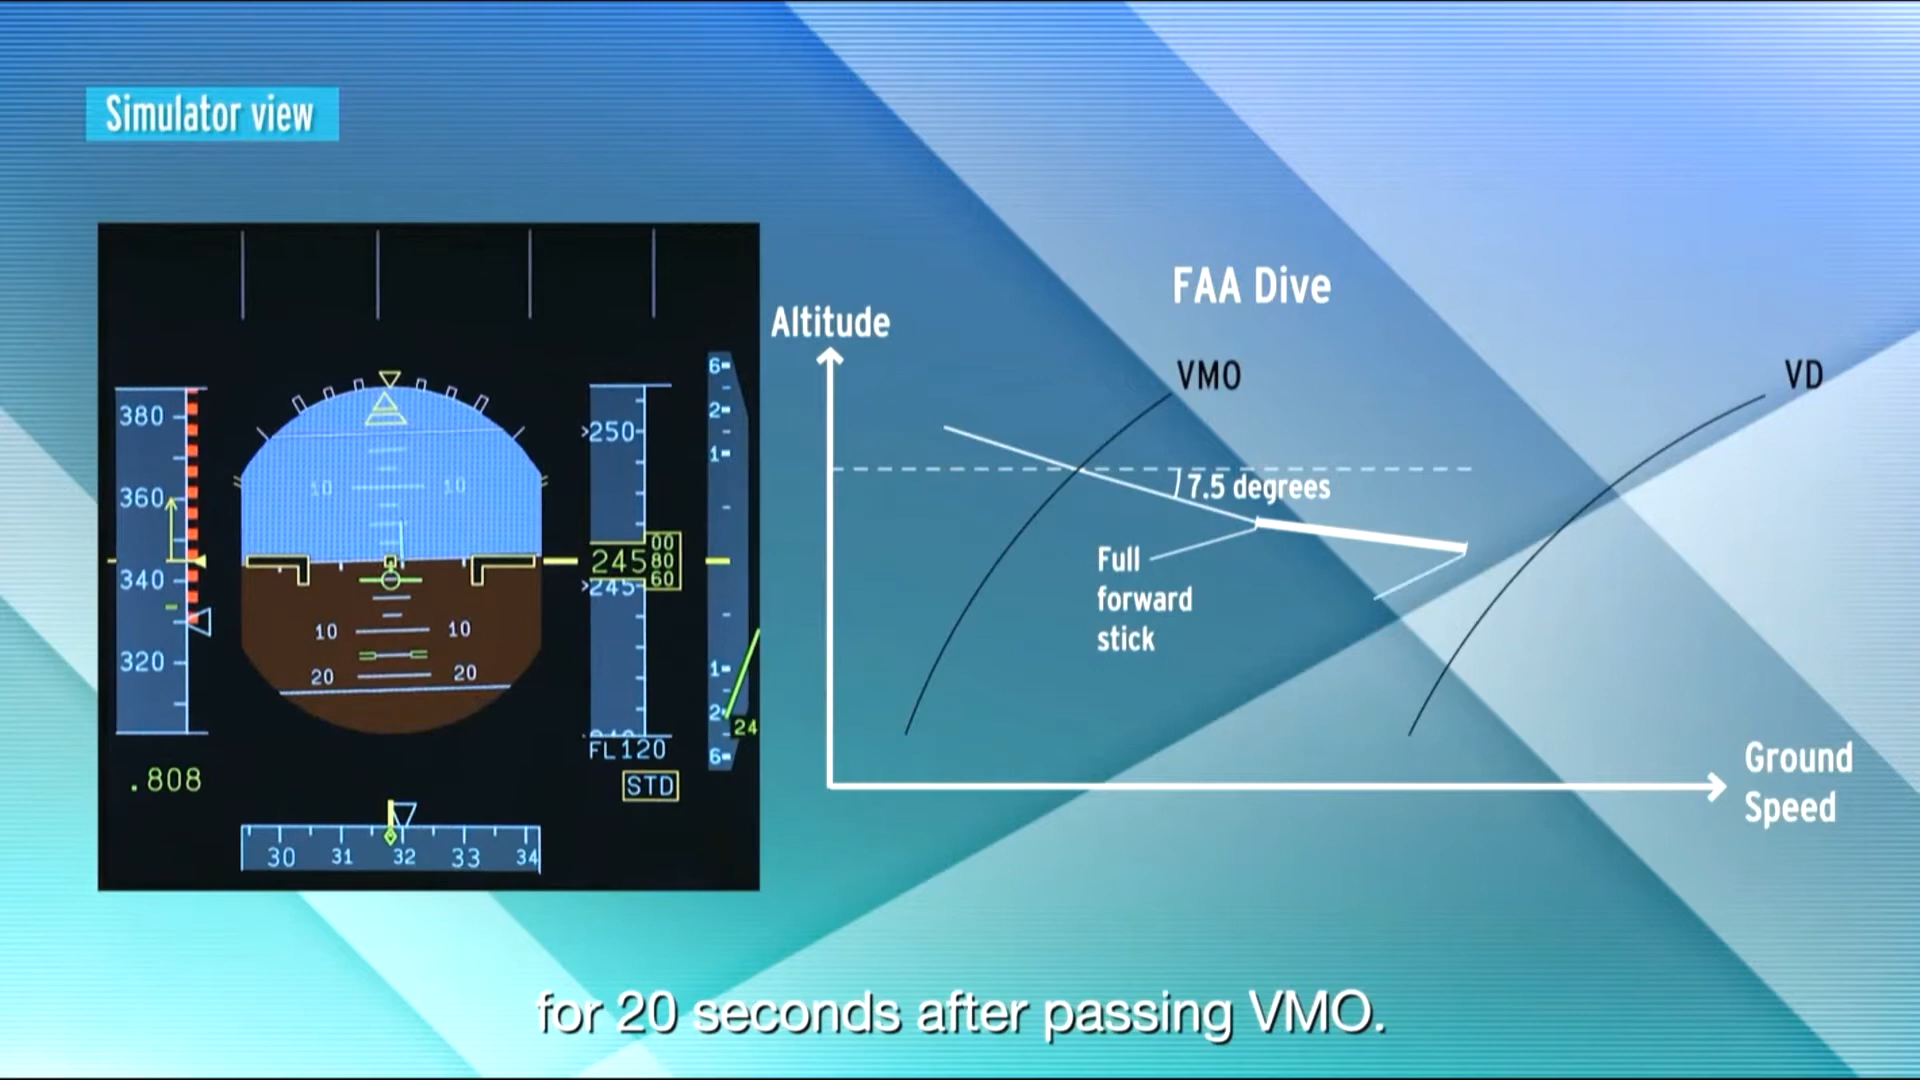 Simulator view
FAA Dive
Altitude
VMO
VD
7.5 degrees
Full
forward
stick
Ground
Speed
380
360
340
320
.808
10 10
10 10
20 20
250
245
00
80
60
245
FL120
STD
6
2
1
1
2
6
24
30 31 32 33 34
for 20 seconds after passing VMO.